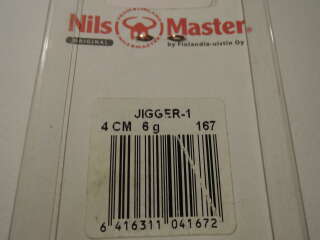 Nils Master
ORIGINAL
by Finlandia-uistin Oy
JIGGER-1
4 CM 6 g 167
6 416311 041672